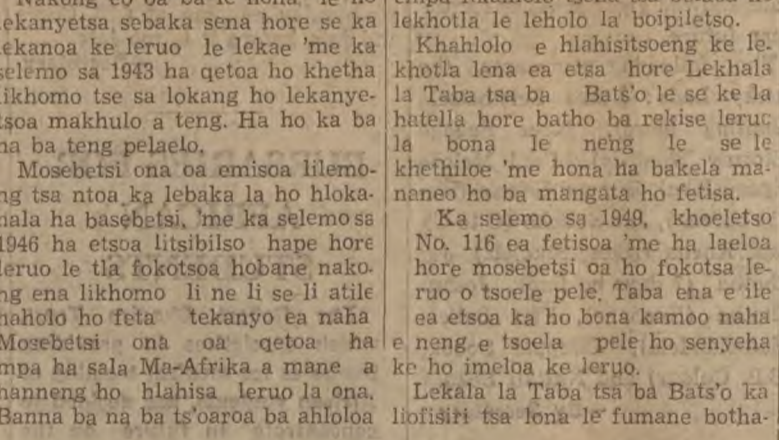 lekanyetsa sebaka sena hore se ka
lekanoa ke leruo le lekae 'me ka
selemo sa 1943 ha qetoa ho khetha
likhomo tse sa lokang ho lekanye-
tsoa makhulo a teng. Ha ho ka ba
na ba teng pelaelo.
Mosebetsi ona oa emisoa lilemo-
ng tsa ntoa ka lebaka la ho hloka-
hala ha basebetsi, 'me ka selemo sa
1946 ha etsoa litsibilso hape hore
leruo le tla fokotsoa hobane nako-
ng ena likhomo li ne li se li atile
haholo ho feta tekanyo ea naha
Mosebetsi ona oa qetoa ha
mpa ha sala Ma-Afrika a mane a
hanneng ho hlahisa leruo la ona.
Banna ba na ba ts'oaroa ba ahloloa
lekhotla le leholo la boipiletso.
Khahlolo e hlahisitsoeng ke le-
khotla lena ea etsa hore Lekhala
la Taba tsa ba Bats'o le se ke la
hatella hore batho ba rekise leruo
la bona le neng le se le
khethiloe 'me hona ha bakela ma-
naneo ho ba mangata ho fetisa.
Ka selemo sa 1949, khoeletso
No. 116 ea fetisoa 'me ha laeloa
hore mosebetsi oa ho fokotsa le-
ruo o tsoele pele. Taba ena e ile
ea etsoa ka ho bona kamoo naha
e neng e tsoela pele ho senyeha
ke ho imeloa ke leruo.
Lekala la Taba tsa ba Bats'o ka
liofisiri tsa lona le fumane botha-